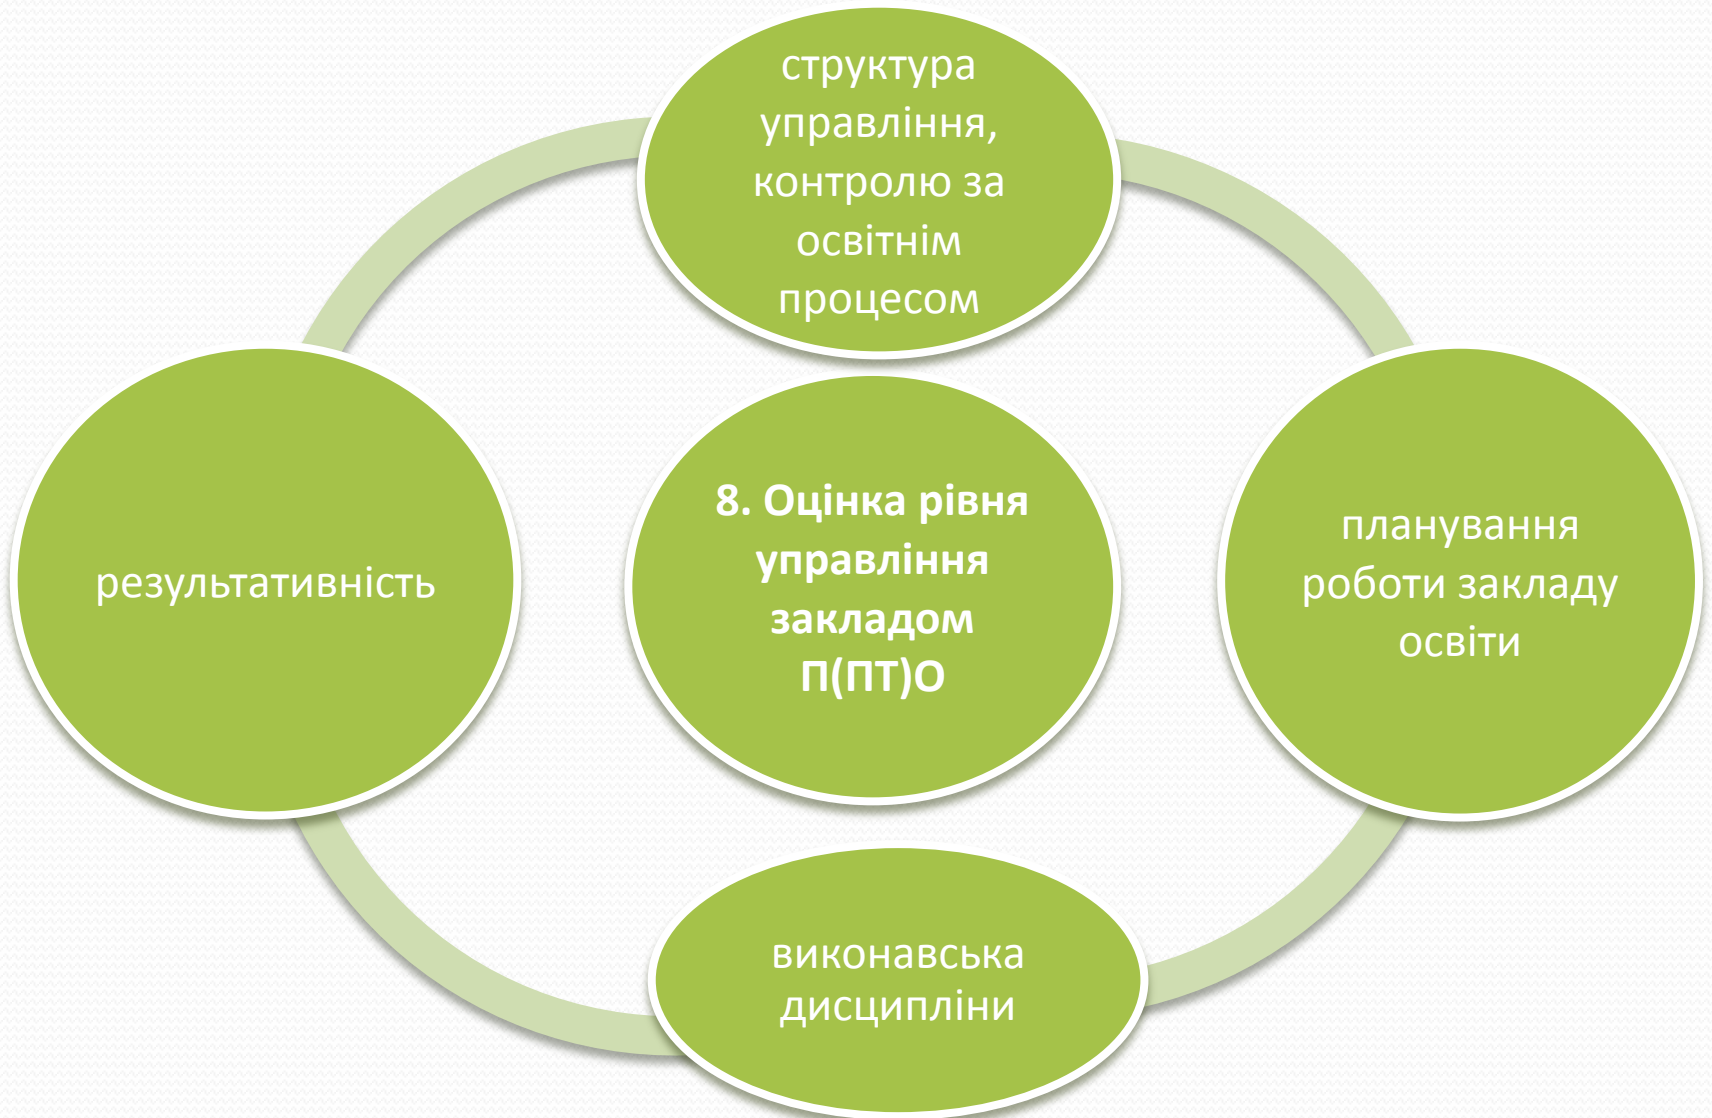 структура
управління,
контролю за
освітнім
процесом
результативність
8. Оцінка рівня
управління
закладом
П(ПТ)О
планування
роботи закладу
освіти
виконавська
дисципліни